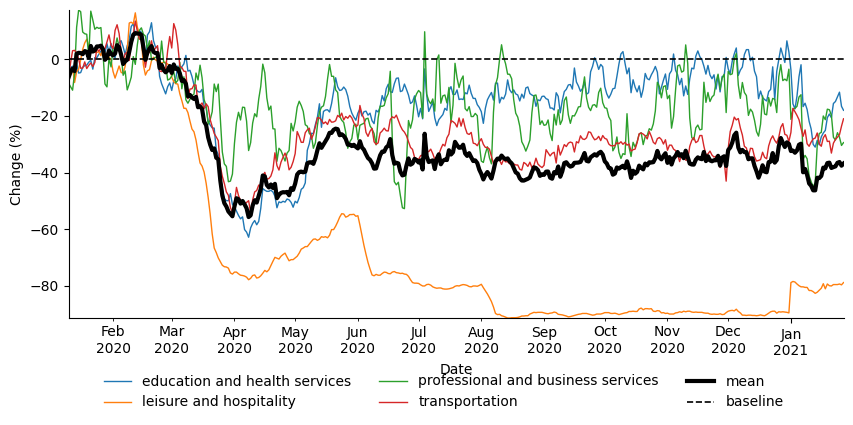 Change (%)
0
−20
−40
−60
−80
Feb Mar Apr May Jun Jul Aug Sep Oct Nov Dec Jan
2020 2020 2020 2020 2020 2020 2020 2020 2020 2020 2020 2021
Date
education and health services professional and business services mean
leisure and hospitality transportation baseline